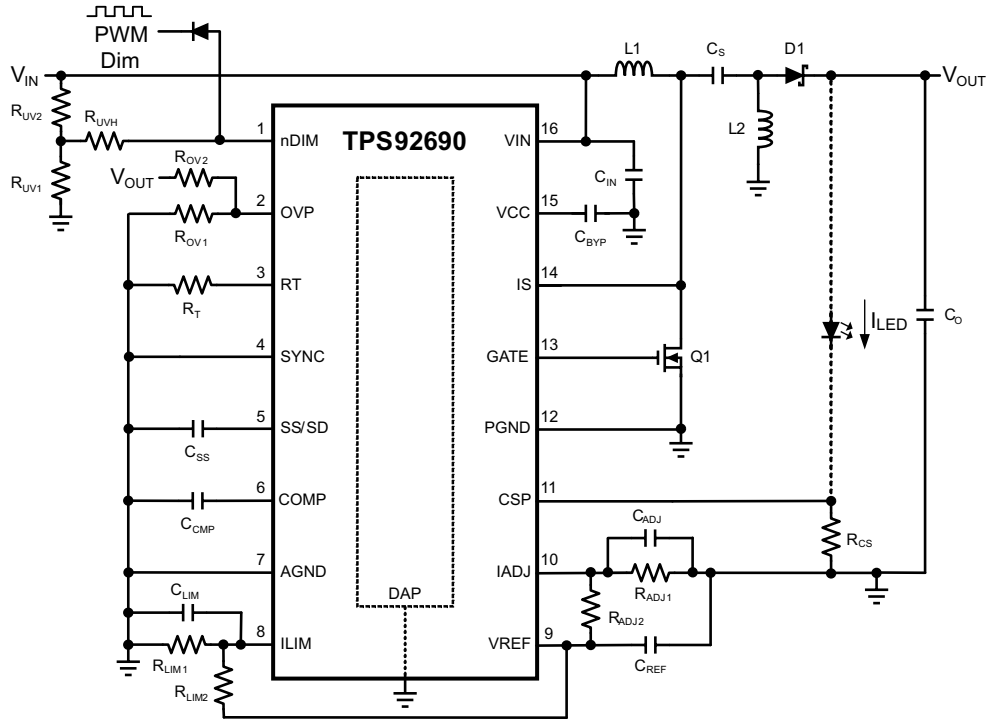 PWM
Dim
L1
CS
D1
VIN
VOUT
RUV2
RUVH
L2
1
nDIM
TPS92690
VIN
16
RUV1
ROV2
VOUT
CIN
2
OVP
VCC
15
ROV1
CBYP
3
RT
IS
14
RT
ILED
CO
4
SYNC
GATE
13
Q1
5
SS/SD
PGND
12
CSS
6
COMP
CSP
11
CCMP
CADJ
RCS
7
AGND
IADJ
10
CLIM
DAP
RADJ1
RADJ2
8
ILIM
VREF
9
RLIM1
CREF
RLIM2